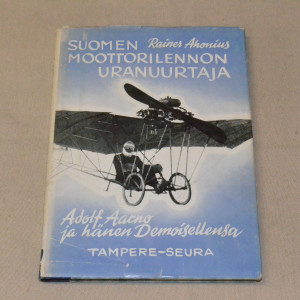 SUOMEN Rainer Ahonius
MOOTTORILENNON
URANUURTAJA
Adolf Aarno
ja hänen Demoisellensa
TAMPERE-SEURA